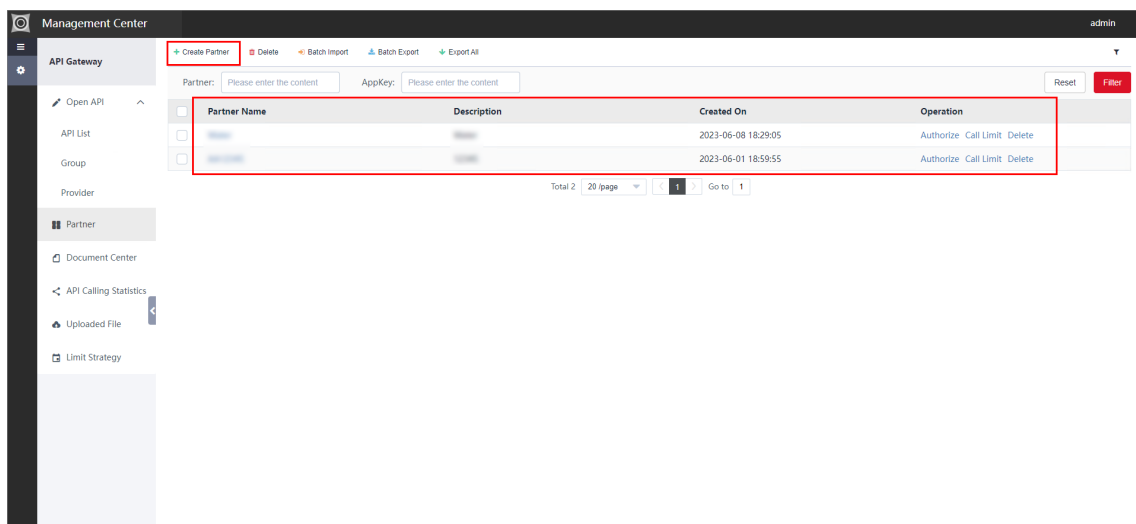 Management Center
admin
API Gateway
Create Partner Delete Batch Import Batch Export Export All
Partner: Please enter the content AppKey: Please enter the content Reset Filter
Open API
API List
Group
Provider
Partner
Document Center
API Calling Statistics
Uploaded File
Limit Strategy
Partner Name Description Created On Operation
2023-06-08 18:29:05 Authorize Call Limit Delete
2023-06-01 18:59:55 Authorize Call Limit Delete
Total 2 20 /page 1 Go to 1